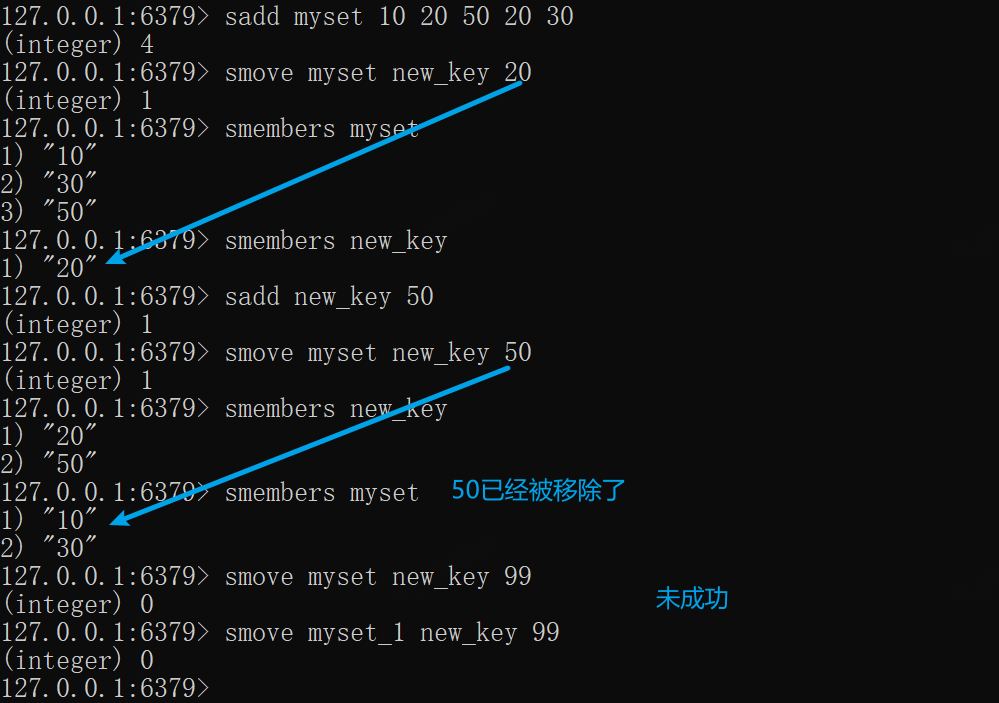 127.0.0.1:6379> sadd myset 10 20 50 20 30
(integer) 4
127.0.0.1:6379> smove myset new_key 20
(integer) 1
127.0.0.1:6379> smembers myset
1) "10"
2) "30"
3) "50"
127.0.0.1:6379> smembers new_key
1) "20"
127.0.0.1:6379> sadd new_key 50
(integer) 1
127.0.0.1:6379> smove myset new_key 50
(integer) 1
127.0.0.1:6379> smembers new_key
1) "20"
2) "50"
127.0.0.1:6379> smembers myset 50已经被移除了
1) "10"
2) "30"
127.0.0.1:6379> smove myset new_key 99
(integer) 0 未成功
127.0.0.1:6379> smove myset_1 new_key 99
(integer) 0
127.0.0.1:6379>